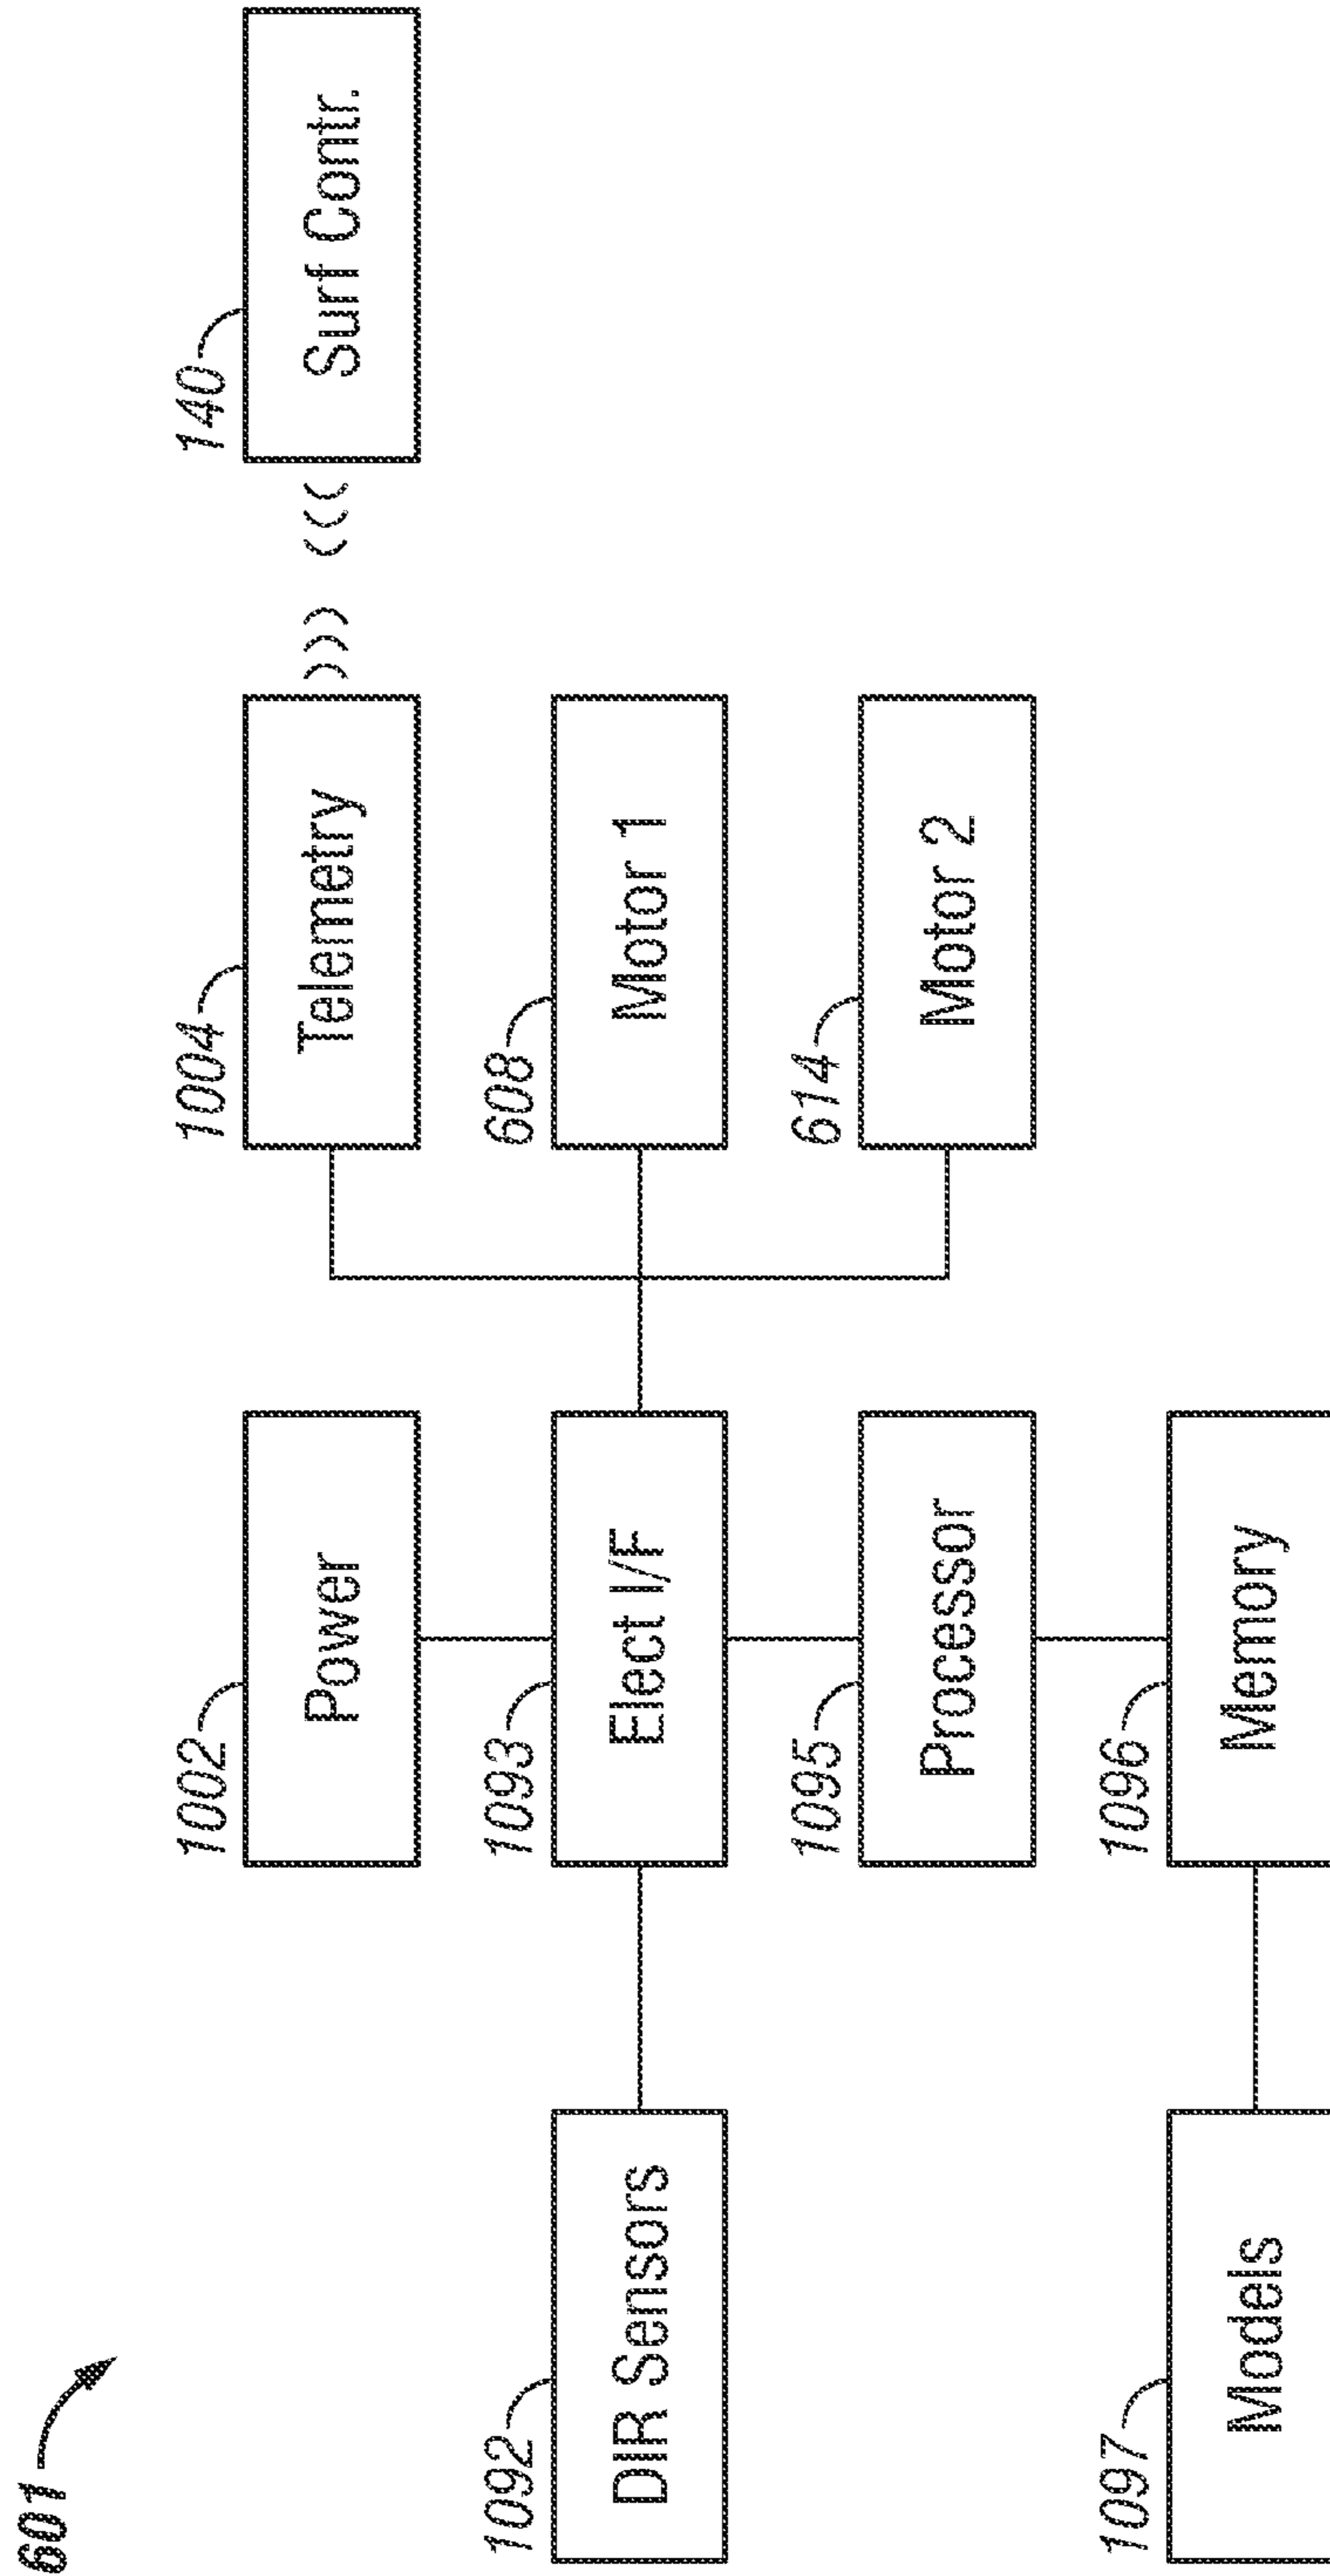 601
1002
Power
1004
Telemetry
140
Surf Contr.
1092
DIR Sensors
1093
Elect I/F
608
Motor 1
1095
Processor
614
Motor 2
1097
Models
1096
Memory